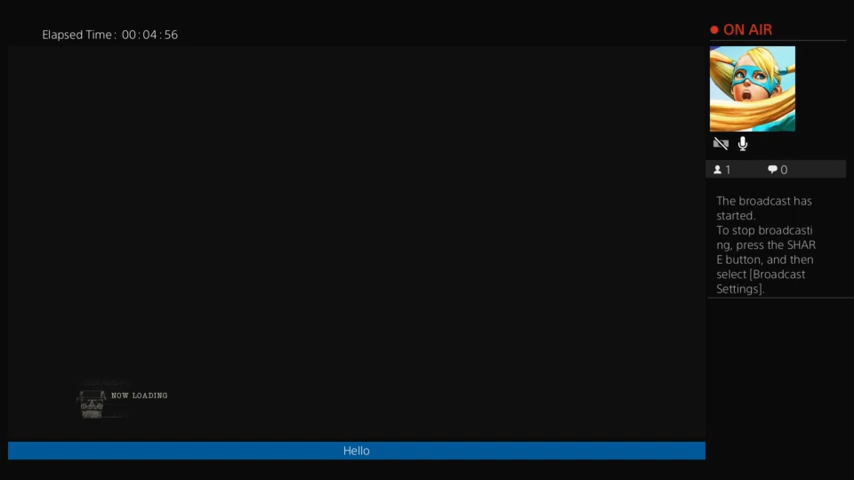 Elapsed Time: 00:04:56
ON AIR
1 0
The broadcast has
started.
To stop broadcasti
ng, press the SHAR
E button, and then
select [Broadcast
Settings].
NOW LOADING
Hello